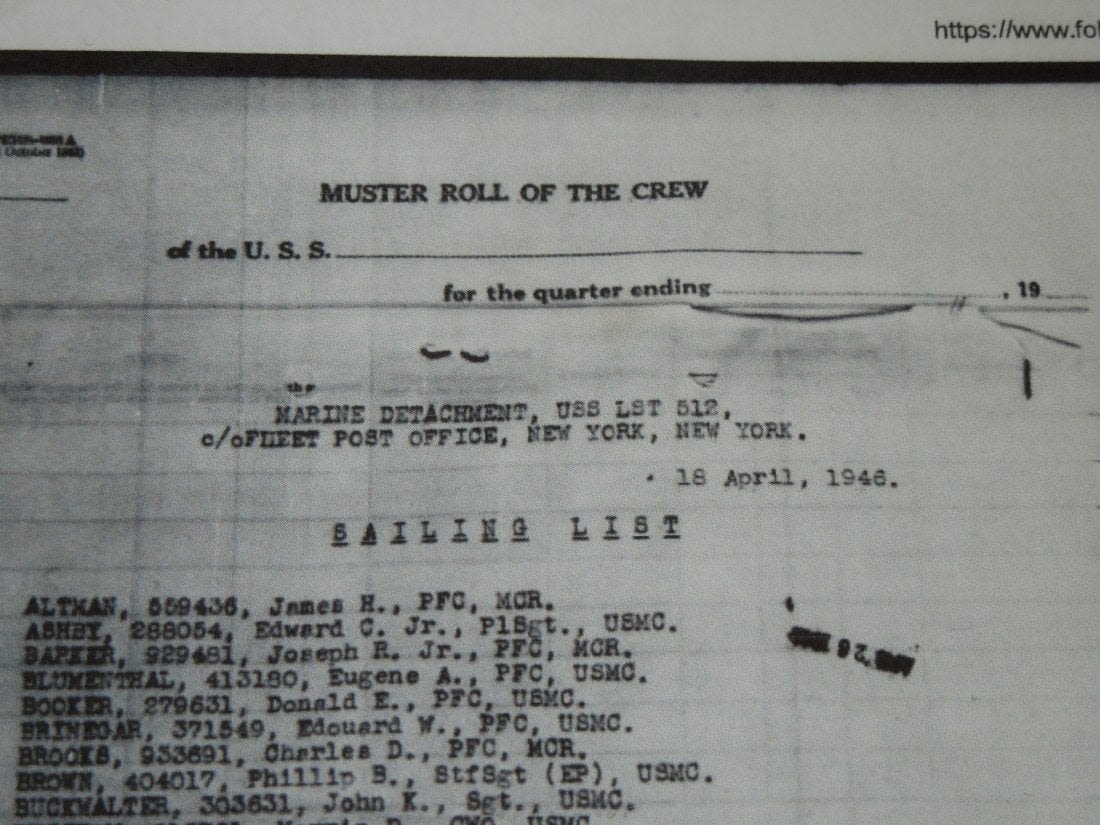 https://www.fol
MUSTER ROLL OF THE CREW
of the U. S. S.
for the quarter ending , 19
the
MARINE DETACHMENT, USS LST 512,
c/oFLEET POST OFFICE, NEW YORK, NEW YORK.
18 April, 1946.
SAILING LIST
ALTMAN, 559436, James H., PFC, MCR.
ASHBY, 288054, Edward C. Jr., PlSgt., USMC.
BARKER, 929481, Joseph R. Jr., PFC, MCR.
BLUMENTHAL, 413180, Eugene A., PFC, USMC.
BOOKER, 279631, Donald E., PFC, USMC.
BRINEGAR, 371549, Edouard W., PFC, USMC.
BROOKS, 933691, Charles D., PFC, MCR.
BROWN, 404017, Phillip B., StfSgt (EP), USMC.
BUCKWALTER, 303631, John K., Sgt., USMC.